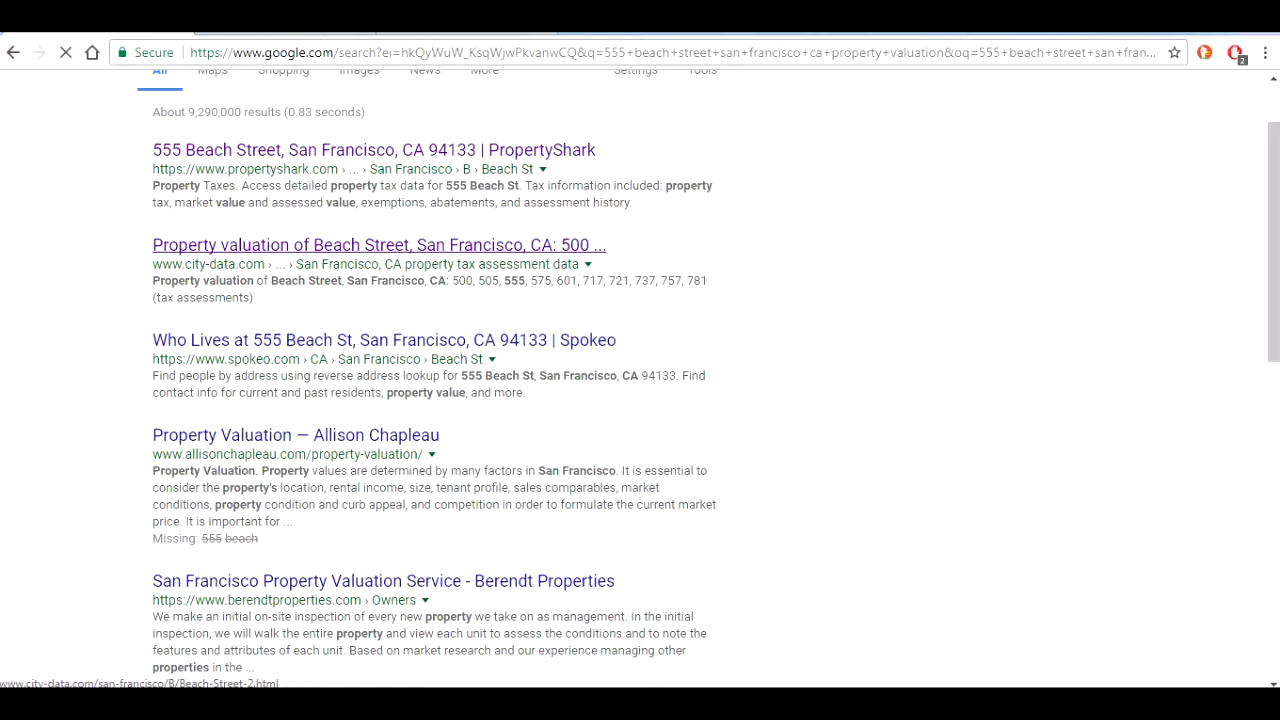 Secure https://www.google.com/search?ei=hkQyWuW_KsqWjwPkvanwCQ&q=555+beach+street+san+francisco+ca+property+valuation&oq=555+beach+street+san+fran...
2
All Maps Shopping Images News More Settings Tools
About 9,290,000 results (0.83 seconds)
555 Beach Street, San Francisco, CA 94133 | PropertyShark
https://www.propertyshark.com › ... › San Francisco › B › Beach St
Property Taxes. Access detailed property tax data for 555 Beach St. Tax information included: property
tax, market value and assessed value, exemptions, abatements, and assessment history.
Property valuation of Beach Street, San Francisco, CA: 500 ...
www.city-data.com › ... › San Francisco, CA property tax assessment data
Property valuation of Beach Street, San Francisco, CA: 500, 505, 555, 575, 601, 717, 721, 737, 757, 781
(tax assessments)
Who Lives at 555 Beach St, San Francisco, CA 94133 | Spokeo
https://www.spokeo.com › CA › San Francisco › Beach St
Find people by address using reverse address lookup for 555 Beach St, San Francisco, CA 94133. Find
contact info for current and past residents, property value, and more.
Property Valuation — Allison Chapleau
www.allisonchapleau.com/property-valuation/
Property Valuation. Property values are determined by many factors in San Francisco. It is essential to
consider the property's location, rental income, size, tenant profile, sales comparables, market
conditions, property condition and curb appeal, and competition in order to formulate the current market
price. It is important for ...
Missing: 555 beach
San Francisco Property Valuation Service - Berendt Properties
https://www.berendtproperties.com › Owners
We make an initial on-site inspection of every new property we take on as management. In the initial
inspection, we will walk the entire property and view each unit to assess the conditions and to note the
features and attributes of each unit. Based on market research and our experience managing other
properties in the ...
www.city-data.com/san-francisco/B/Beach-Street-2.html